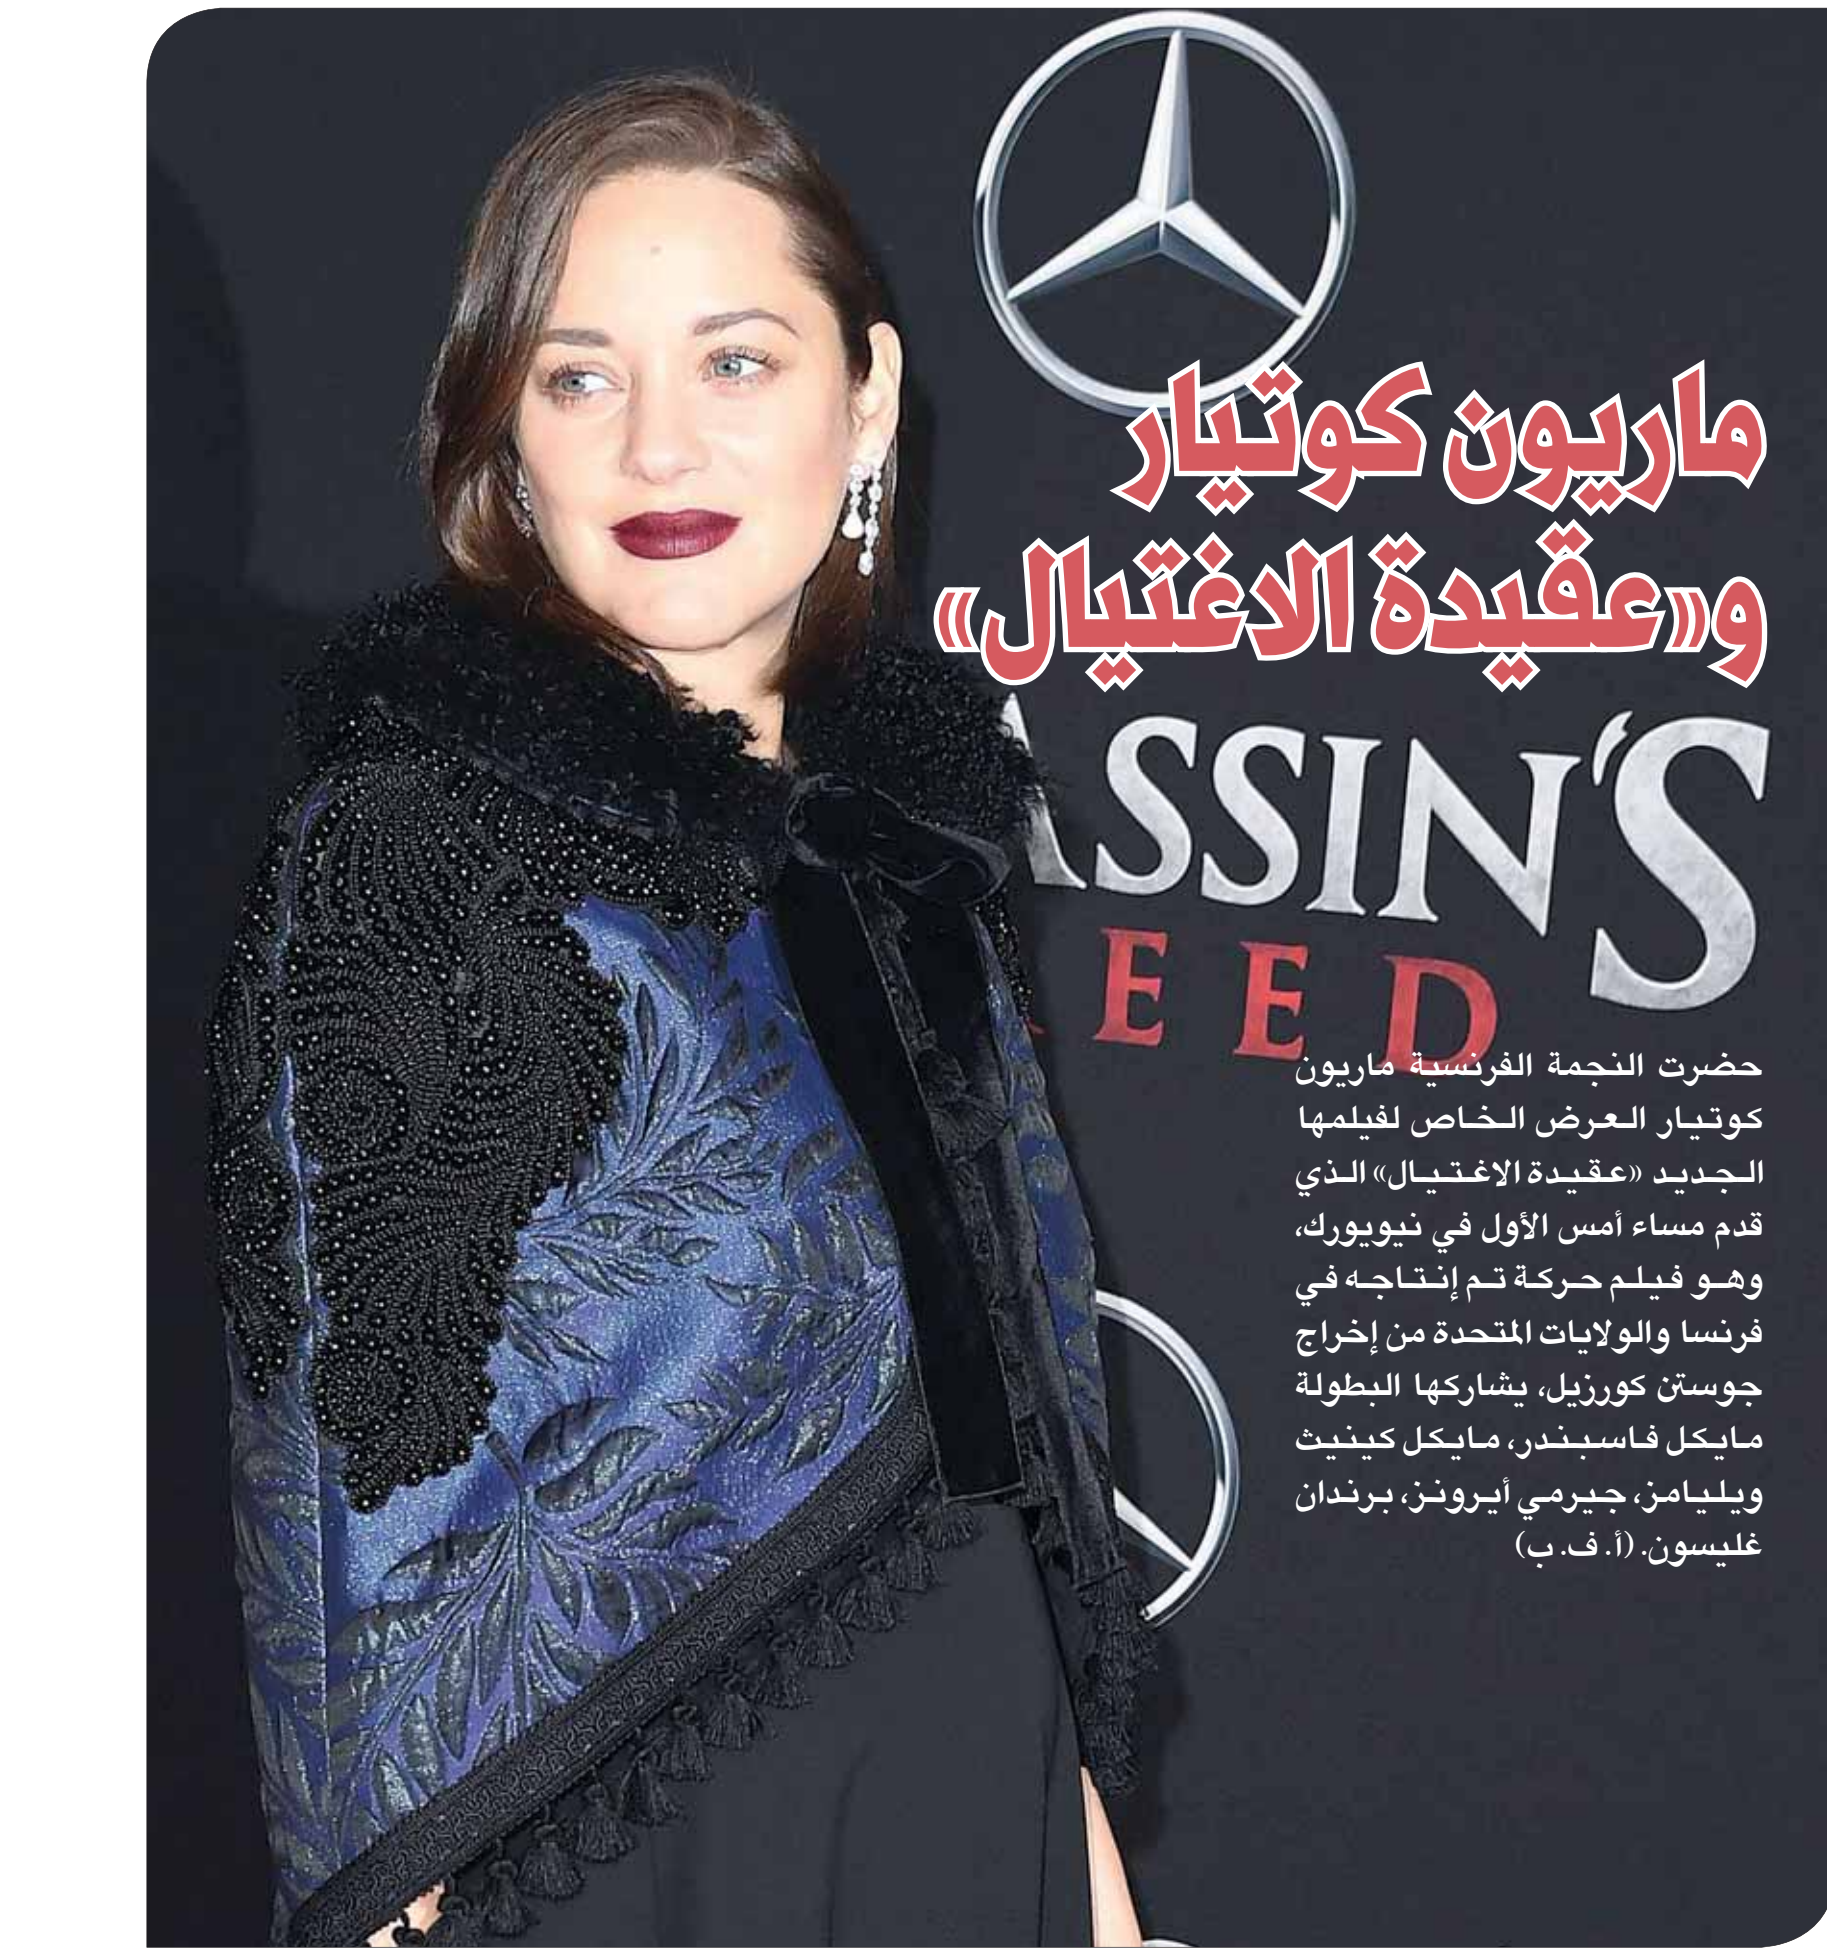 ماريون كوتيار
و«عقيدة الاغتيال»
ASSIN'S
EED
حضرت النجمة الفرنسية ماريون
كوتيار العرض الخاص لفيلمها
الجديد «عقيدة الاغتيال» الذي
قدم مساء أمس الأول في نيويورك،
وهو فيلم حركة تم إنتاجه في
فرنسا والولايات المتحدة من إخراج
جوستن كورزيل، يشاركها البطولة
مايكل فاسبندر، مايكل كينيث
ويليامز، جيرمي أيرونز، برندان
غليسون. (أ. ف. ب)